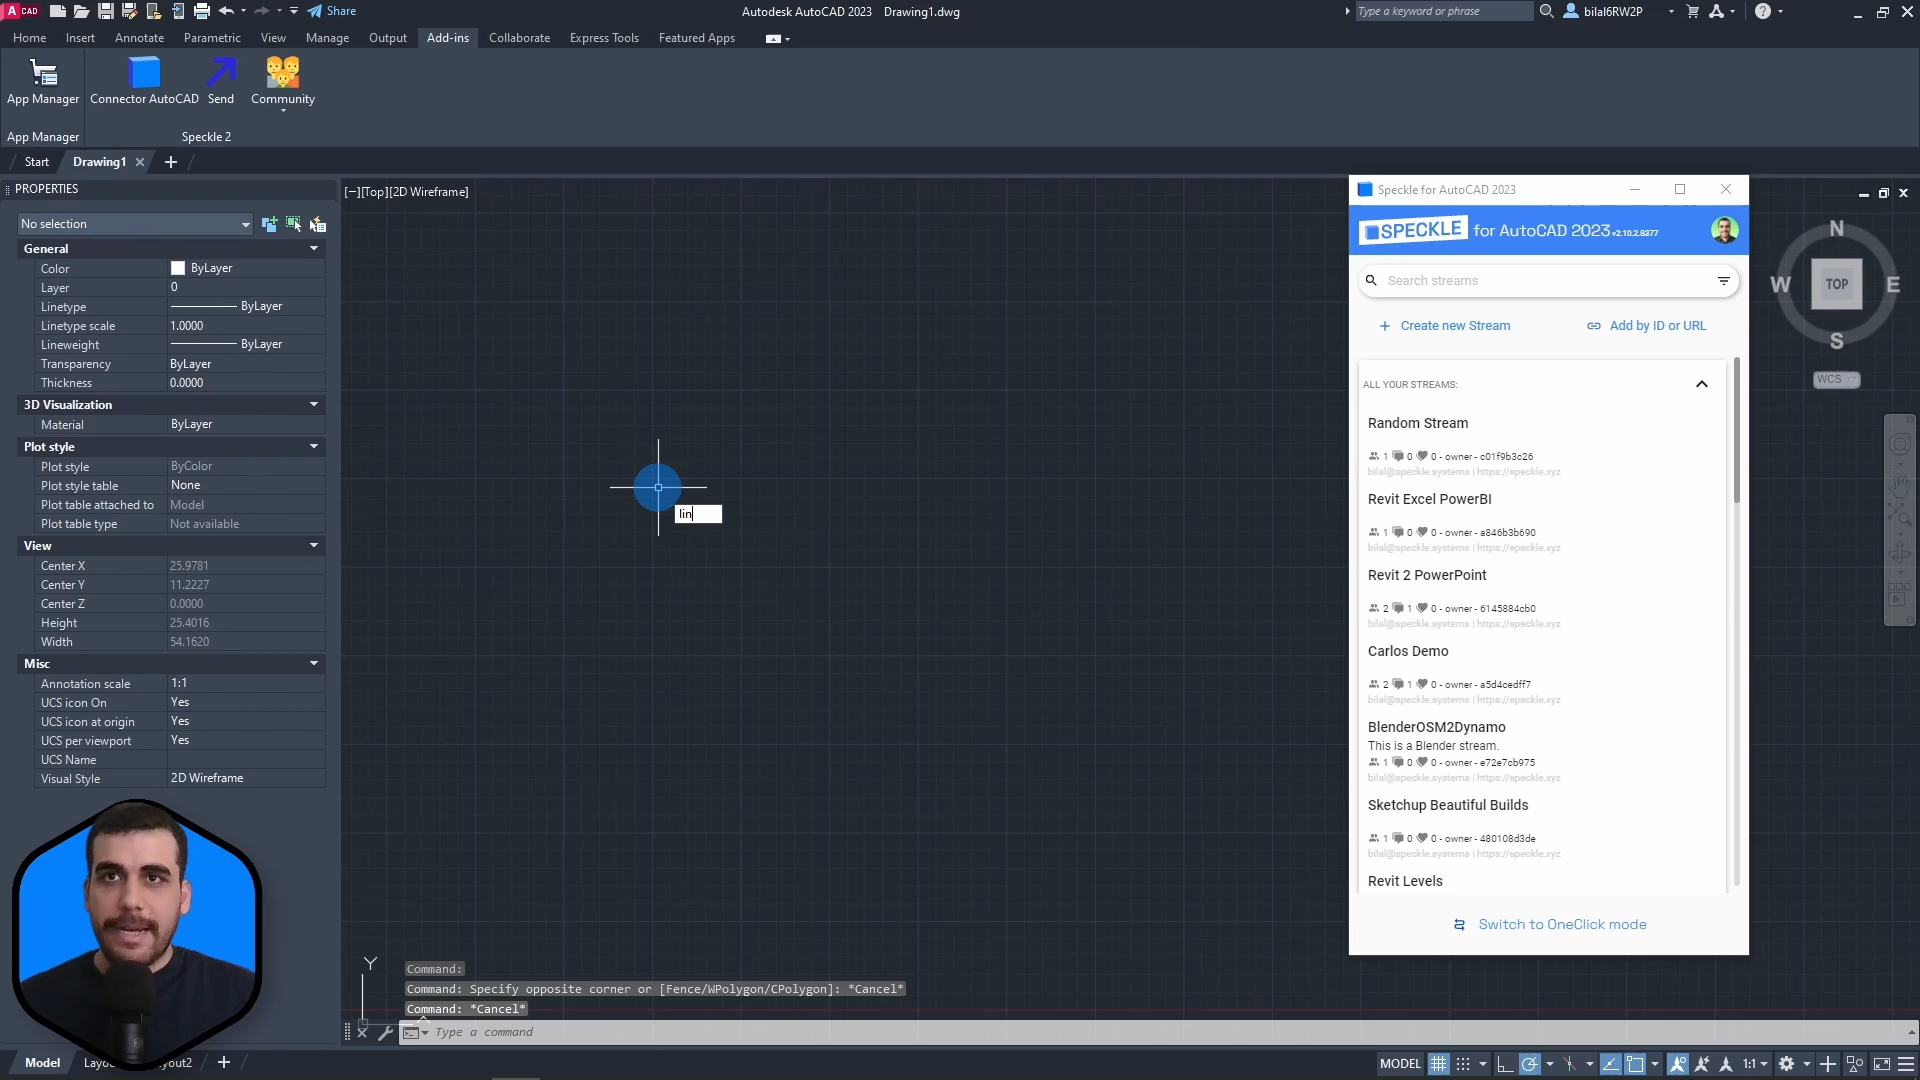 A CAD
Share
Autodesk AutoCAD 2023 Drawing1.dwg
Type a keyword or phrase
bilal6RW2P
Home Insert Annotate Parametric View Manage Output Add-ins Collaborate Express Tools Featured Apps
App Manager Connector AutoCAD Send Community
App Manager Speckle 2
Start Drawing1
PROPERTIES
No selection
General
Color ByLayer
Layer 0
Linetype ByLayer
Linetype scale 1.0000
Lineweight ByLayer
Transparency ByLayer
Thickness 0.0000
3D Visualization
Material ByLayer
Plot style
Plot style ByColor
Plot style table None
Plot table attached to Model
Plot table type Not available
View
Center X 25.9781
Center Y 11.2227
Center Z 0.0000
Height 25.4016
Width 54.1620
Misc
Annotation scale 1:1
UCS icon On Yes
UCS icon at origin Yes
UCS per viewport Yes
UCS Name
Visual Style 2D Wireframe
[−][Top][2D Wireframe]
lin
Speckle for AutoCAD 2023
SPECKLE for AutoCAD 2023 v2.10.2.8377
Search streams
Create new Stream Add by ID or URL
ALL YOUR STREAMS:
Random Stream
1 0 0 - owner - c01f9b3c26
bilal@speckle.systems | https://speckle.xyz
Revit Excel PowerBI
1 0 0 - owner - a846b3b690
bilal@speckle.systems | https://speckle.xyz
Revit 2 PowerPoint
2 1 0 - owner - 6145884cb0
bilal@speckle.systems | https://speckle.xyz
Carlos Demo
2 1 0 - owner - a5d4cedff7
bilal@speckle.systems | https://speckle.xyz
BlenderOSM2Dynamo
This is a Blender stream.
1 0 0 - owner - e72e7cb975
bilal@speckle.systems | https://speckle.xyz
Sketchup Beautiful Builds
1 0 0 - owner - 480108d3de
bilal@speckle.systems | https://speckle.xyz
Revit Levels
Switch to OneClick mode
N
W TOP E
S
WCS
Y
Command:
Command: Specify opposite corner or [Fence/WPolygon/CPolygon]: *Cancel*
Command: *Cancel*
Type a command
Model Layo yout2
MODEL 1:1